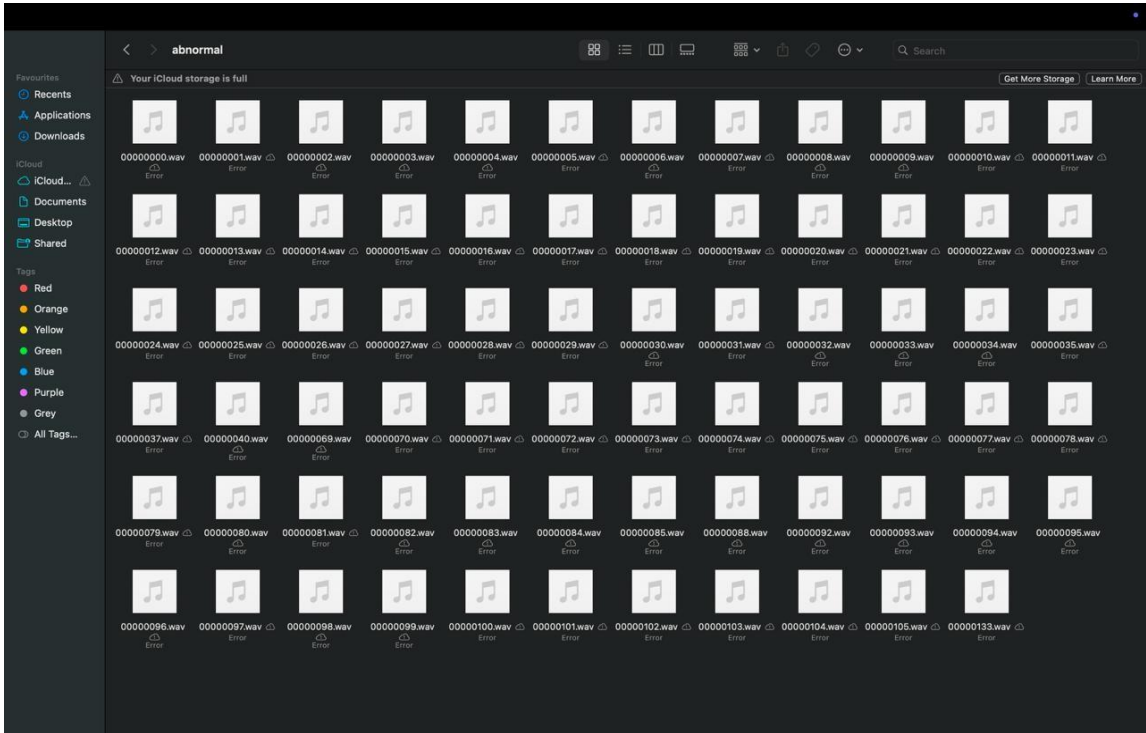 abnormal
Search
Favourites
Recents
Applications
Downloads
iCloud
iCloud...
Documents
Desktop
Shared
Tags
Red
Orange
Yellow
Green
Blue
Purple
Grey
All Tags...
Your iCloud storage is full
Get More Storage Learn More
00000000.wav 00000001.wav 00000002.wav 00000003.wav 00000004.wav 00000005.wav 00000006.wav 00000007.wav 00000008.wav 00000009.wav 00000010.wav 00000011.wav
Error Error Error Error Error Error Error Error Error Error Error Error
00000012.wav 00000013.wav 00000014.wav 00000015.wav 00000016.wav 00000017.wav 00000018.wav 00000019.wav 00000020.wav 00000021.wav 00000022.wav 00000023.wav
Error Error Error Error Error Error Error Error Error Error Error Error
00000024.wav 00000025.wav 00000026.wav 00000027.wav 00000028.wav 00000029.wav 00000030.wav 00000031.wav 00000032.wav 00000033.wav 00000034.wav 00000035.wav
Error Error Error Error Error Error Error Error Error Error Error Error
00000037.wav 00000040.wav 00000069.wav 00000070.wav 00000071.wav 00000072.wav 00000073.wav 00000074.wav 00000075.wav 00000076.wav 00000077.wav 00000078.wav
Error Error Error Error Error Error Error Error Error Error Error Error
00000079.wav 00000080.wav 00000081.wav 00000082.wav 00000083.wav 00000084.wav 00000085.wav 00000088.wav 00000092.wav 00000093.wav 00000094.wav 00000095.wav
Error Error Error Error Error Error Error Error Error Error Error Error
00000096.wav 00000097.wav 00000098.wav 00000099.wav 00000100.wav 00000101.wav 00000102.wav 00000103.wav 00000104.wav 00000105.wav 00000133.wav
Error Error Error Error Error Error Error Error Error Error Error